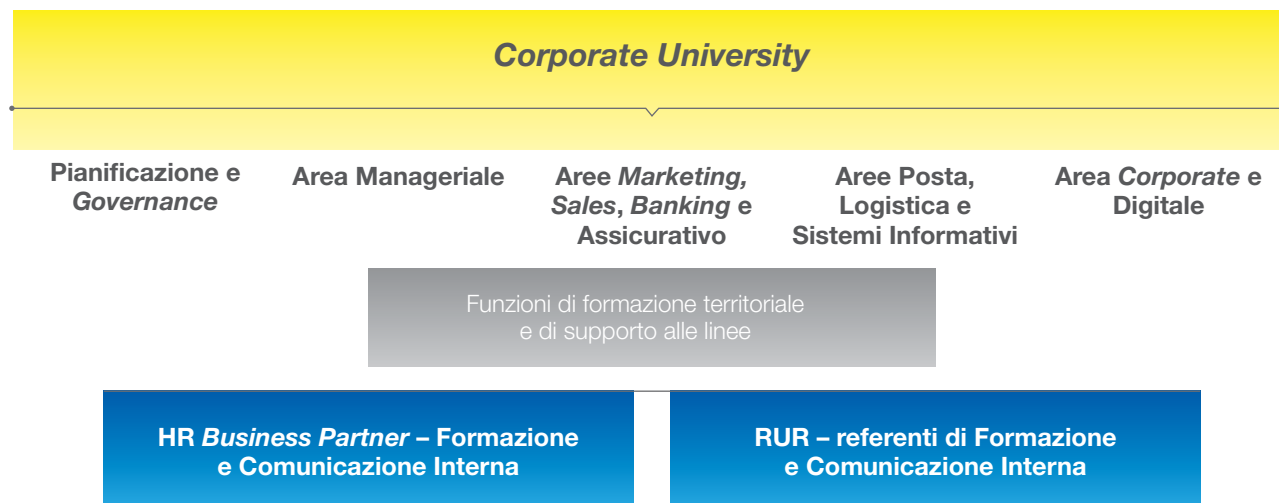 Corporate University
Pianificazione e
Governance
Area Manageriale
Aree Marketing,
Sales, Banking e
Assicurativo
Aree Posta,
Logistica e
Sistemi Informativi
Area Corporate e
Digitale
Funzioni di formazione territoriale
e di supporto alle linee
HR Business Partner – Formazione
e Comunicazione Interna
RUR – referenti di Formazione
e Comunicazione Interna